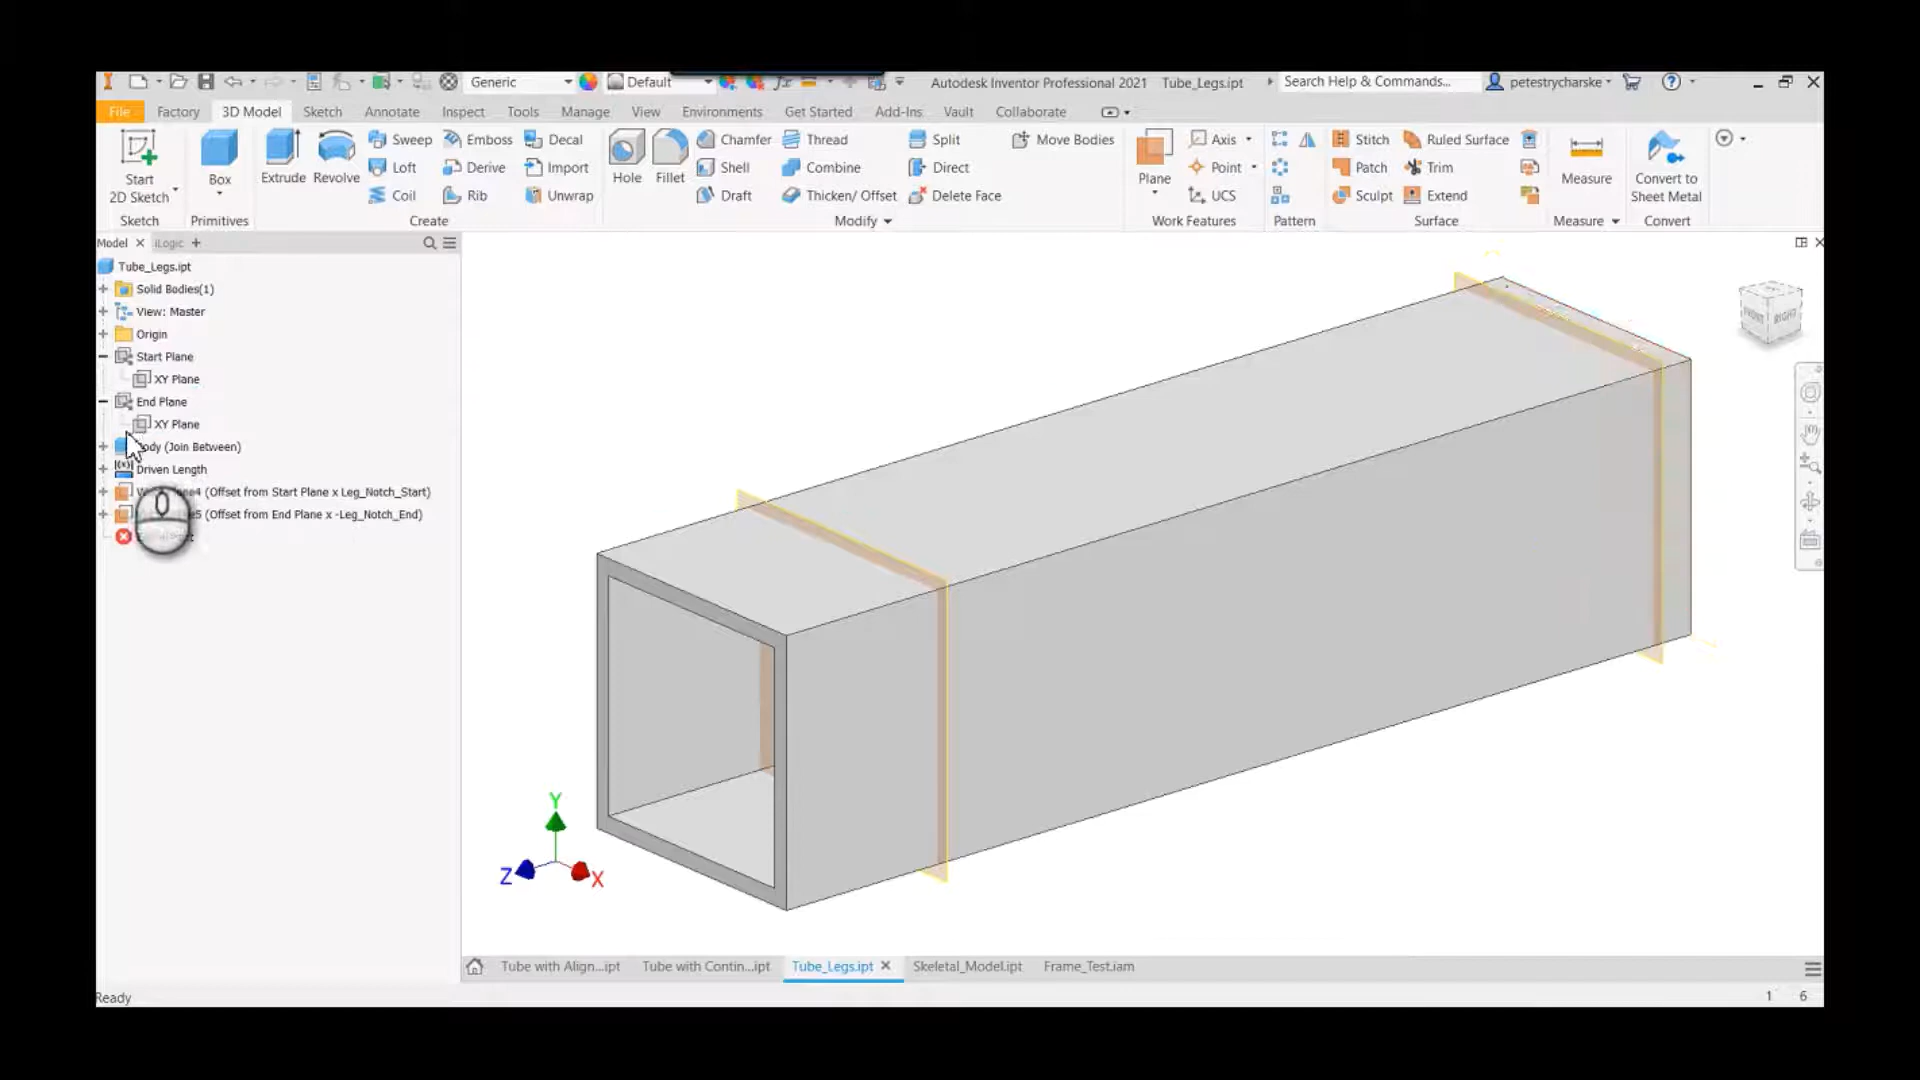 Generic Default Autodesk Inventor Professional 2021 Tube_Legs.ipt Search Help & Commands... petestrycharske
File Factory 3D Model Sketch Annotate Inspect Tools Manage View Environments Get Started Add-Ins Vault Collaborate
Sweep Emboss Decal Chamfer Thread Split Move Bodies Axis Stitch Ruled Surface
Start 2D Sketch Box Extrude Revolve Loft Derive Import Hole Fillet Shell Combine Direct Plane Point Patch Trim Measure Convert to Sheet Metal
Coil Rib Unwrap Draft Thicken/ Offset Delete Face UCS Sculpt Extend
Sketch Primitives Create Modify Work Features Pattern Surface Measure Convert
Model iLogic
Tube_Legs.ipt
Solid Bodies(1)
View: Master
Origin
Start Plane
XY Plane
End Plane
XY Plane
(Join Between)
Driven Length
(Offset from Start Plane x Leg_Notch_Start)
(Offset from End Plane x -Leg_Notch_End)
FRONT RIGHT
Y
Z X
Tube with Align...ipt Tube with Contin...ipt Tube_Legs.ipt Skeletal_Model.ipt Frame_Test.iam
Ready 1 6